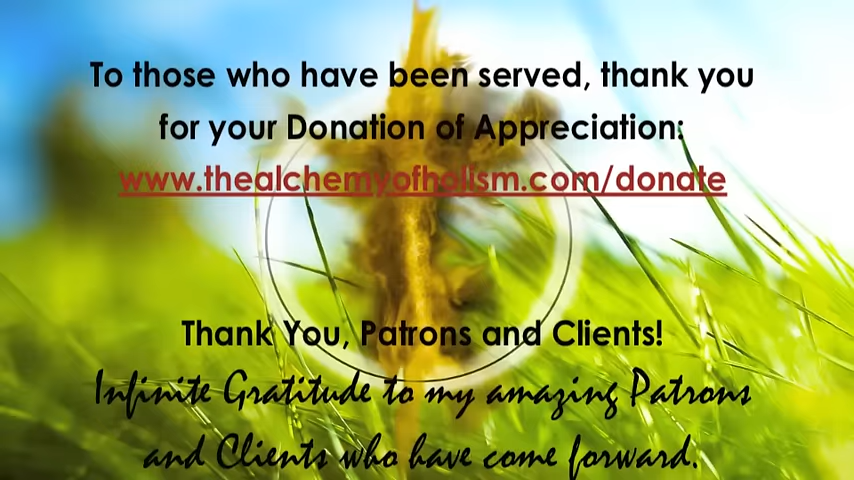 To those who have been served, thank you
for your Donation of Appreciation:
www.thealchemyofholism.com/donate
Thank You, Patrons and Clients!
Infinite Gratitude to my amazing Patrons
and Clients who have come forward.